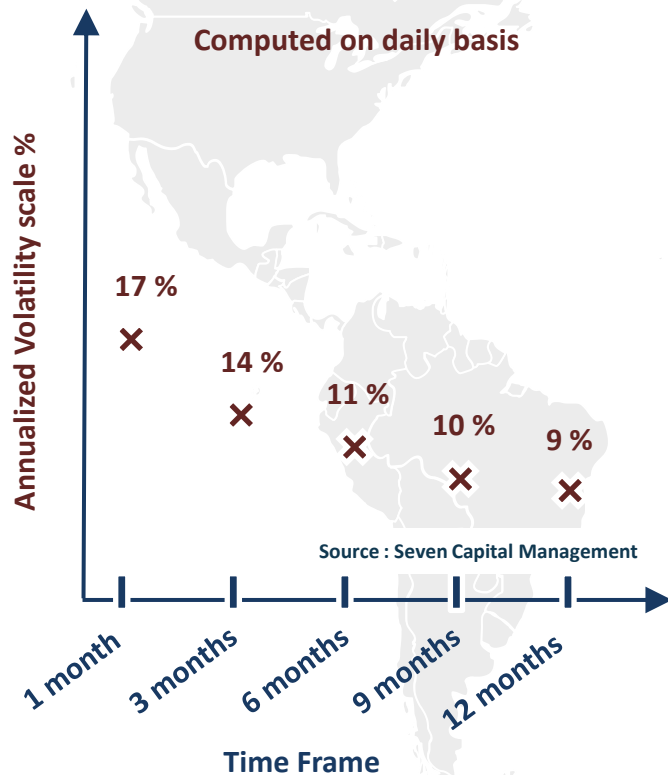 Computed on daily basis
Annualized Volatility scale %
17 %
14 %
11 %
10 %
9 %
Source : Seven Capital Management
1 month
3 months
6 months
9 months
12 months
Time Frame